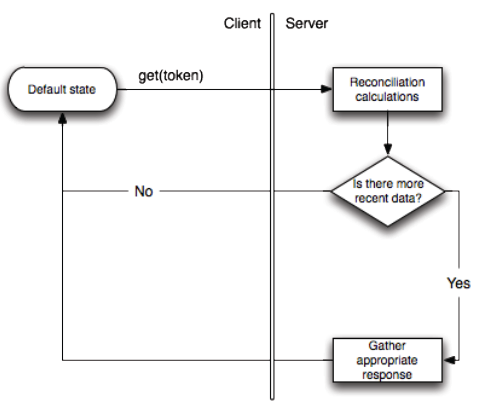 Client
Server
get(token)
Default state
Reconciliation
calculations
Is there more
recent data?
No
Yes
Gather
appropriate
response